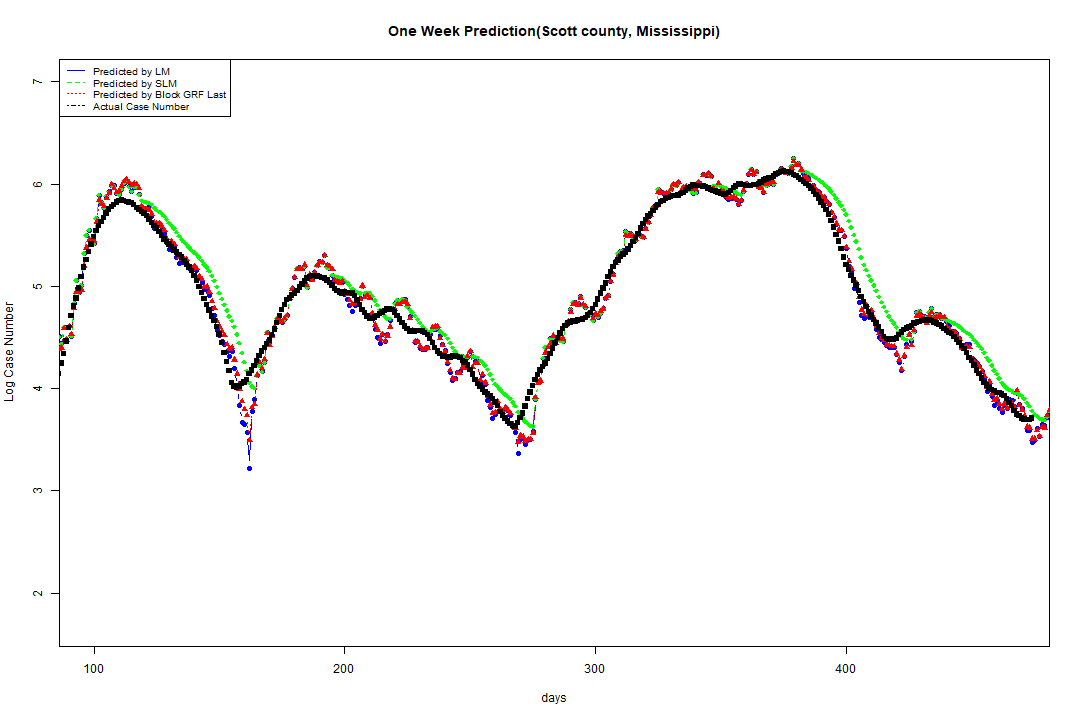 One Week Prediction(Scott county, Mississippi)
Predicted by LM
Predicted by SLM
Predicted by Block GRF Last
Actual Case Number
7
6
5
4
3
2
Log Case Number
100 200 300 400
days